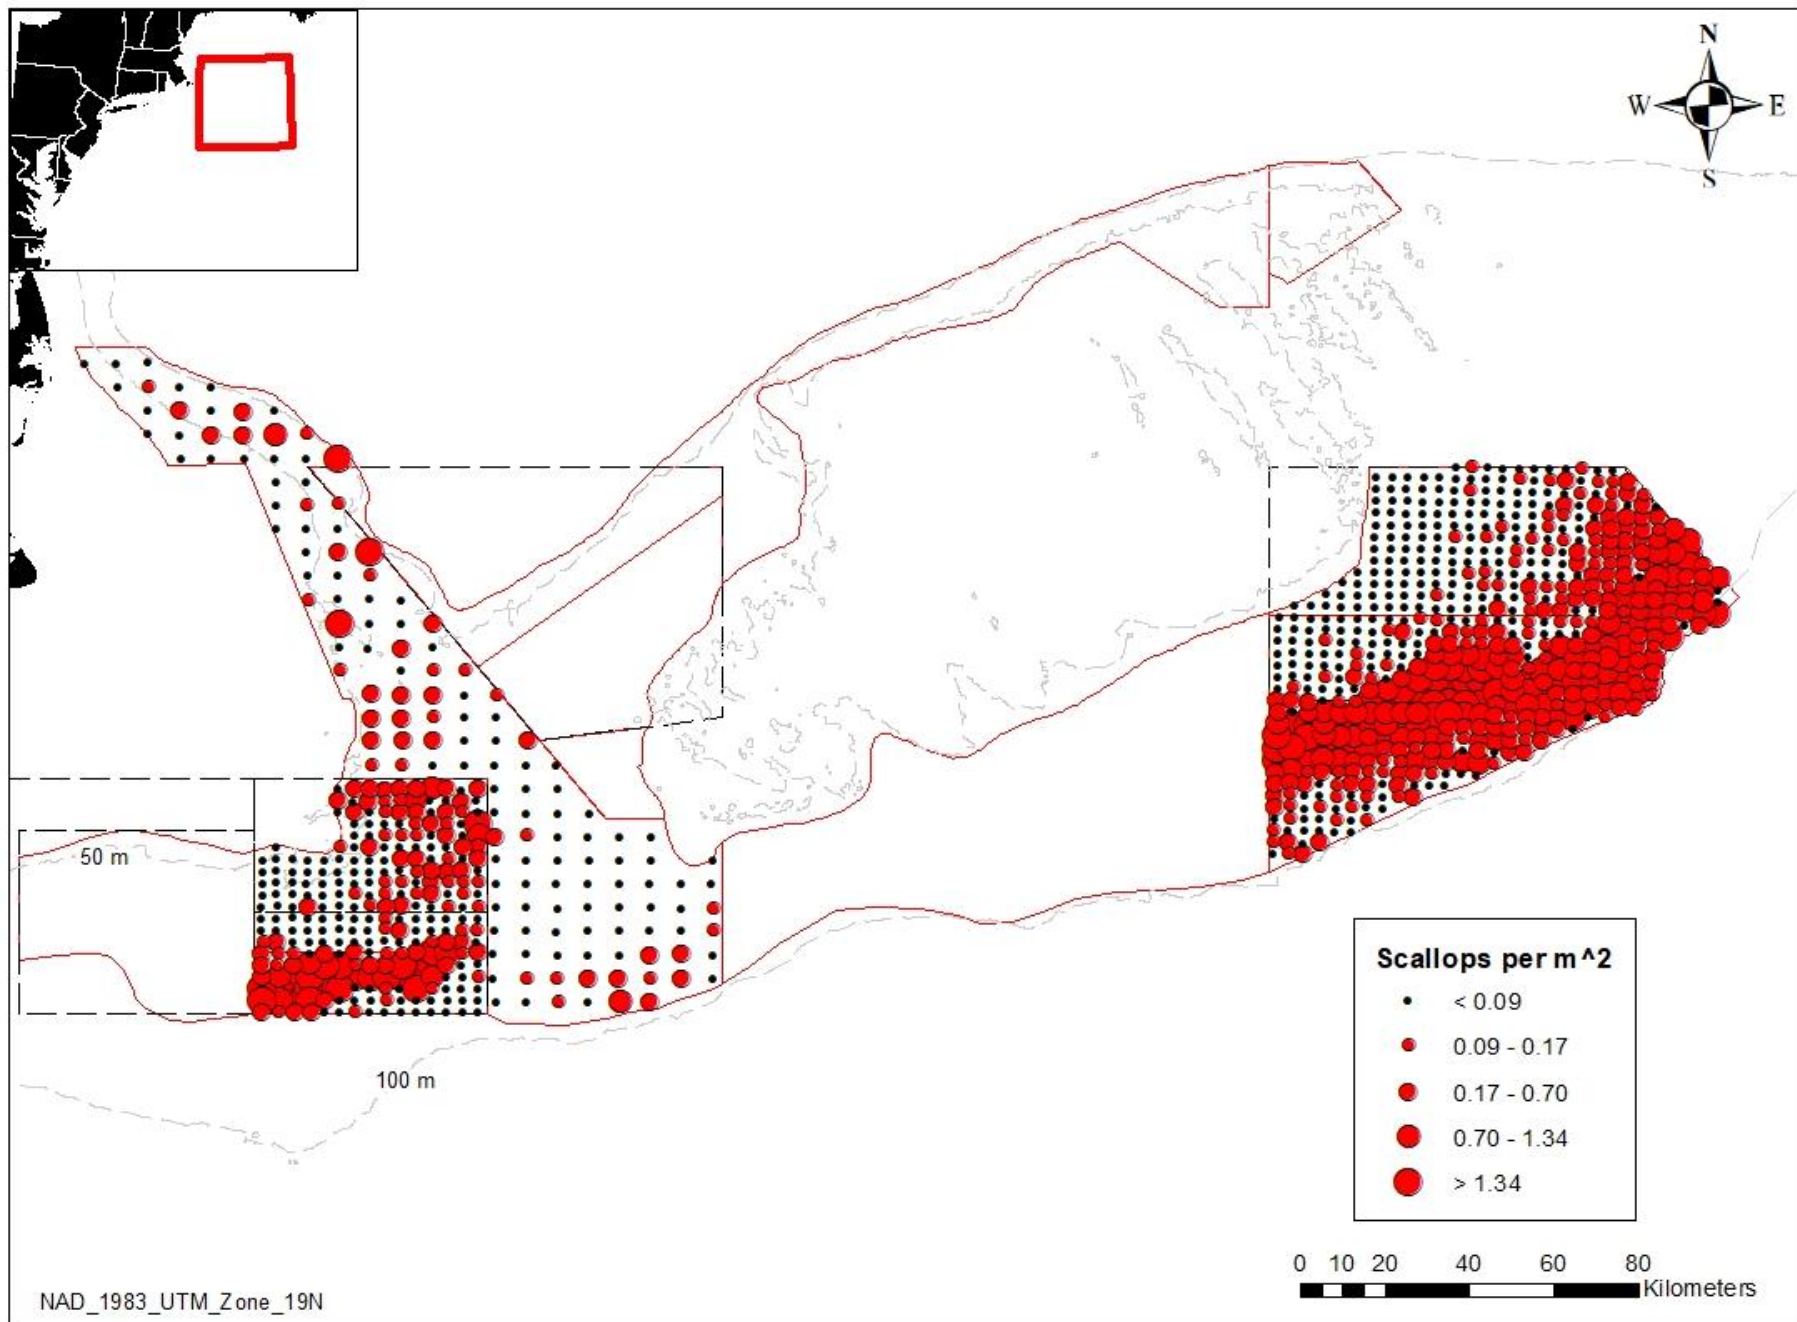 N
W E
S
50 m
100 m
Scallops per m^2
< 0.09
0.09 - 0.17
0.17 - 0.70
0.70 - 1.34
> 1.34
0 10 20 40 60 80
Kilometers
NAD_1983_UTM_Zone_19N